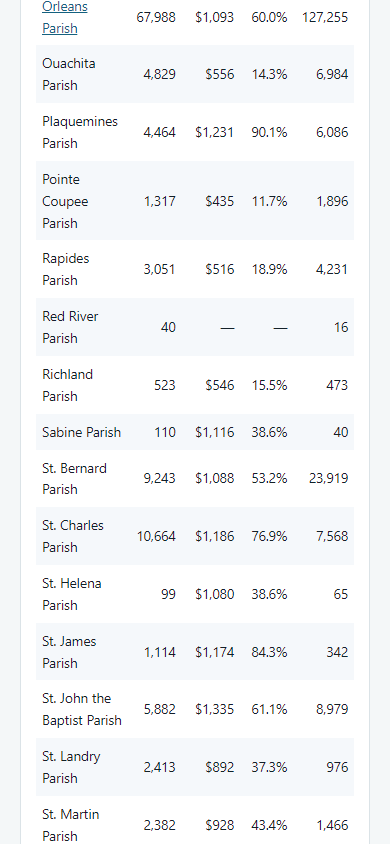 Orleans
Parish
67,988 $1,093 60.0% 127,255
Ouachita
Parish
4,829 $556 14.3% 6,984
Plaquemines
Parish
4,464 $1,231 90.1% 6,086
Pointe
Coupee
Parish
1,317 $435 11.7% 1,896
Rapides
Parish
3,051 $516 18.9% 4,231
Red River
Parish
40 — — 16
Richland
Parish
523 $546 15.5% 473
Sabine Parish 110 $1,116 38.6% 40
St. Bernard
Parish
9,243 $1,088 53.2% 23,919
St. Charles
Parish
10,664 $1,186 76.9% 7,568
St. Helena
Parish
99 $1,080 38.6% 65
St. James
Parish
1,114 $1,174 84.3% 342
St. John the
Baptist Parish
5,882 $1,335 61.1% 8,979
St. Landry
Parish
2,413 $892 37.3% 976
St. Martin
Parish
2,382 $928 43.4% 1,466